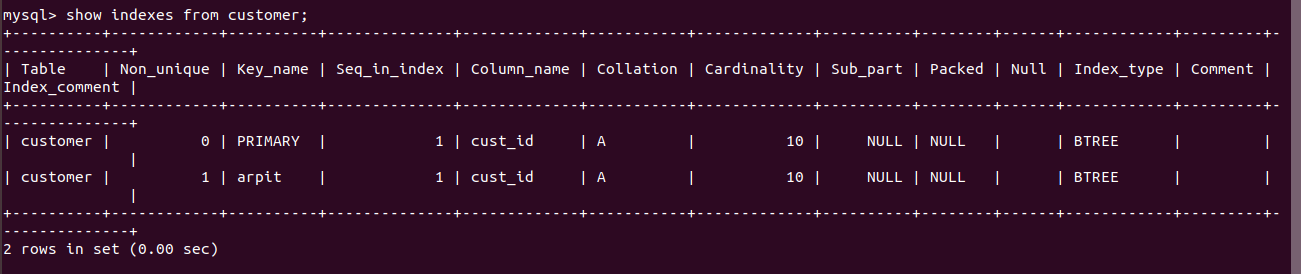 mysql> show indexes from customer;
+----------+------------+----------+--------------+-------------+-----------+-------------+----------+--------+------+------------+---------+-
--------------+
| Table    | Non_unique | Key_name | Seq_in_index | Column_name | Collation | Cardinality | Sub_part | Packed | Null | Index_type | Comment |
Index_comment |
+----------+------------+----------+--------------+-------------+-----------+-------------+----------+--------+------+------------+---------+-
--------------+
| customer |          0 | PRIMARY  |            1 | cust_id     | A         |          10 |     NULL | NULL   |      | BTREE      |         |
              |
| customer |          1 | arpit    |            1 | cust_id     | A         |          10 |     NULL | NULL   |      | BTREE      |         |
              |
+----------+------------+----------+--------------+-------------+-----------+-------------+----------+--------+------+------------+---------+-
--------------+
2 rows in set (0.00 sec)